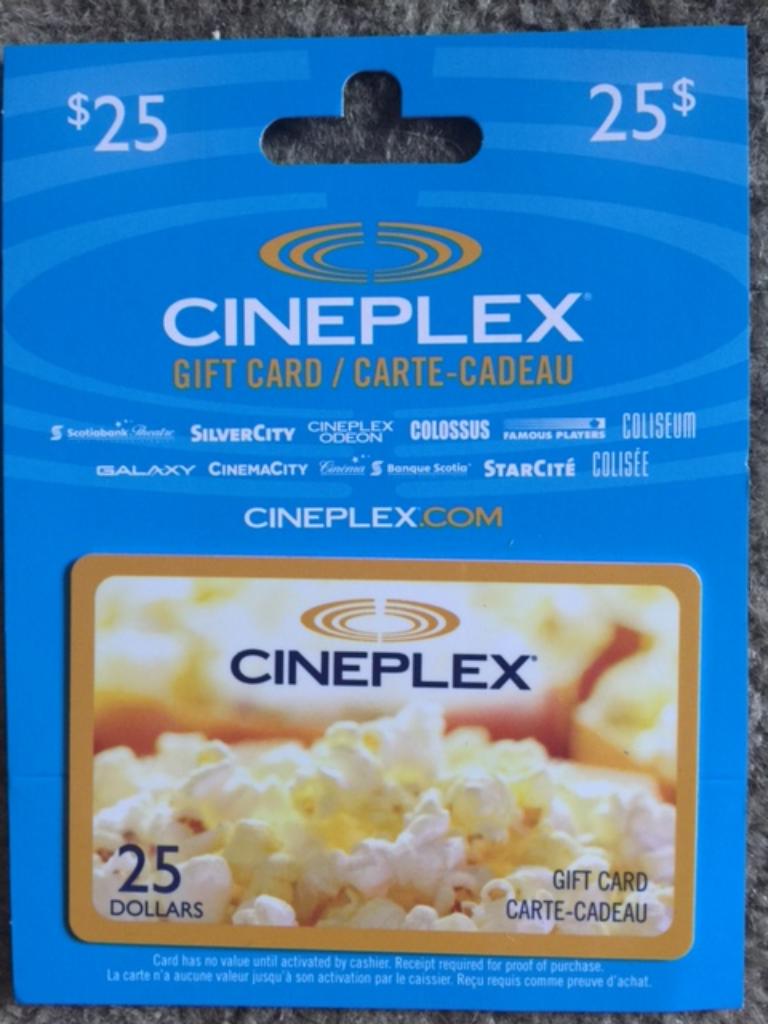 $25 25$
CINEPLEX®
GIFT CARD / CARTE-CADEAU
Scotiabank Theatre SILVERCITY CINEPLEX ODEON COLOSSUS FAMOUS PLAYERS COLISEUM
GALAXY CINEMACITY Cinéma Banque Scotia STARCITÉ COLISÉE
CINEPLEX.COM
CINEPLEX®
25
DOLLARS
GIFT CARD
CARTE-CADEAU
Card has no value until activated by cashier. Receipt required for proof of purchase.
La carte n'a aucune valeur jusqu'à son activation par le caissier. Reçu requis comme preuve d'achat.